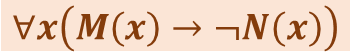 ∀x(M(x) → ¬N(x))